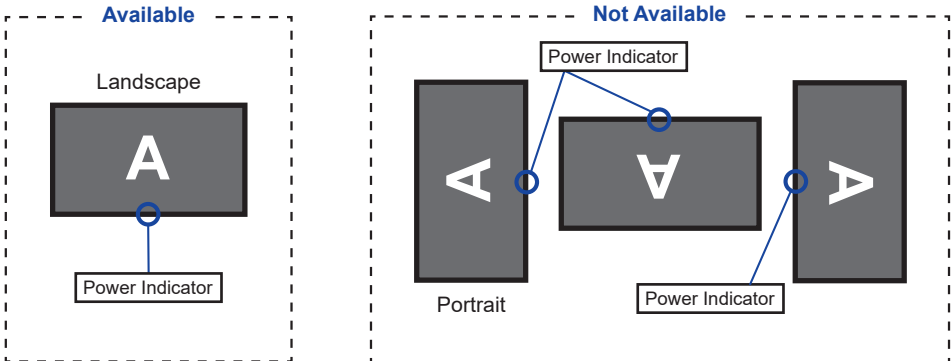 Available
Landscape
A
Power Indicator
Not Available
Power Indicator
A
A
A
Power Indicator
Portrait